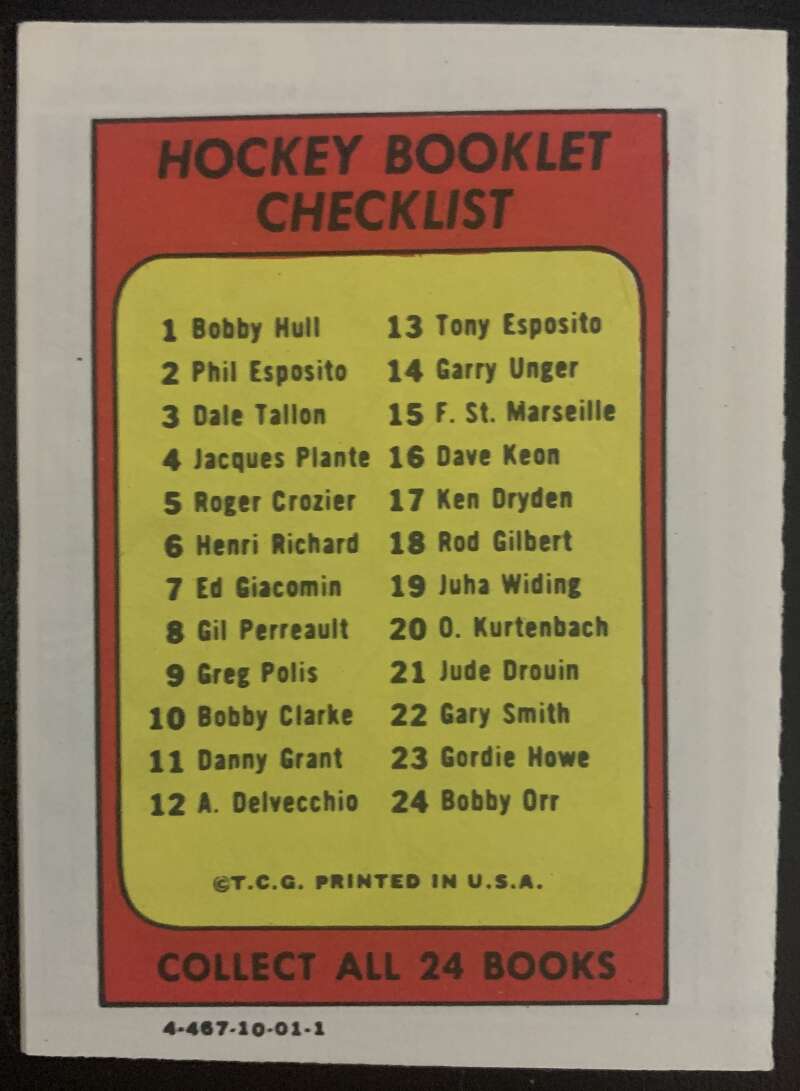 HOCKEY BOOKLET
CHECKLIST
1 Bobby Hull
2 Phil Esposito
3 Dale Tallon
4 Jacques Plante
5 Roger Crozier
6 Henri Richard
7 Ed Giacomin
8 Gil Perreault
9 Greg Polis
10 Bobby Clarke
11 Danny Grant
12 A. Delvecchio
13 Tony Esposito
14 Garry Unger
15 F. St. Marseille
16 Dave Keon
17 Ken Dryden
18 Rod Gilbert
19 Juha Widing
20 O. Kurtenbach
21 Jude Drouin
22 Gary Smith
23 Gordie Howe
24 Bobby Orr
©T.C.G. PRINTED IN U.S.A.
COLLECT ALL 24 BOOKS
4-467-10-01-1